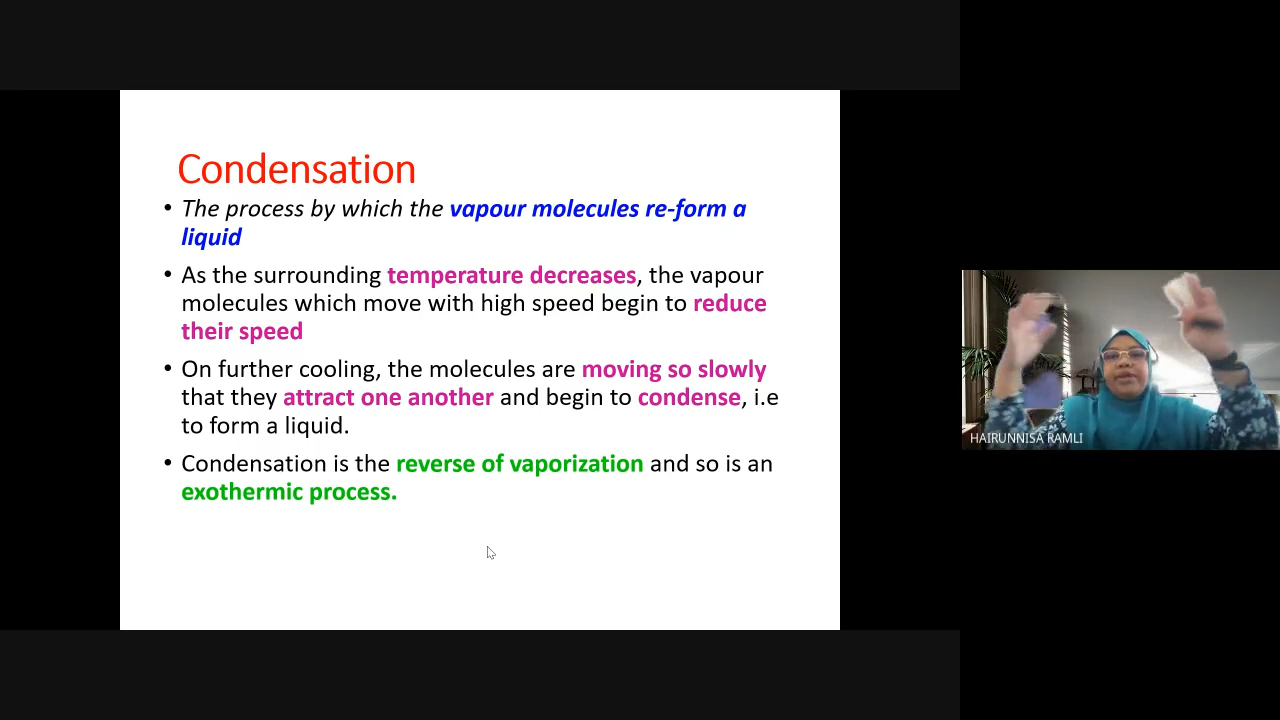 Condensation
• The process by which the vapour molecules re-form a
liquid
• As the surrounding temperature decreases, the vapour
molecules which move with high speed begin to reduce
their speed
• On further cooling, the molecules are moving so slowly
that they attract one another and begin to condense, i.e
to form a liquid.
• Condensation is the reverse of vaporization and so is an
exothermic process.
HAIRUNNISA RAMLI